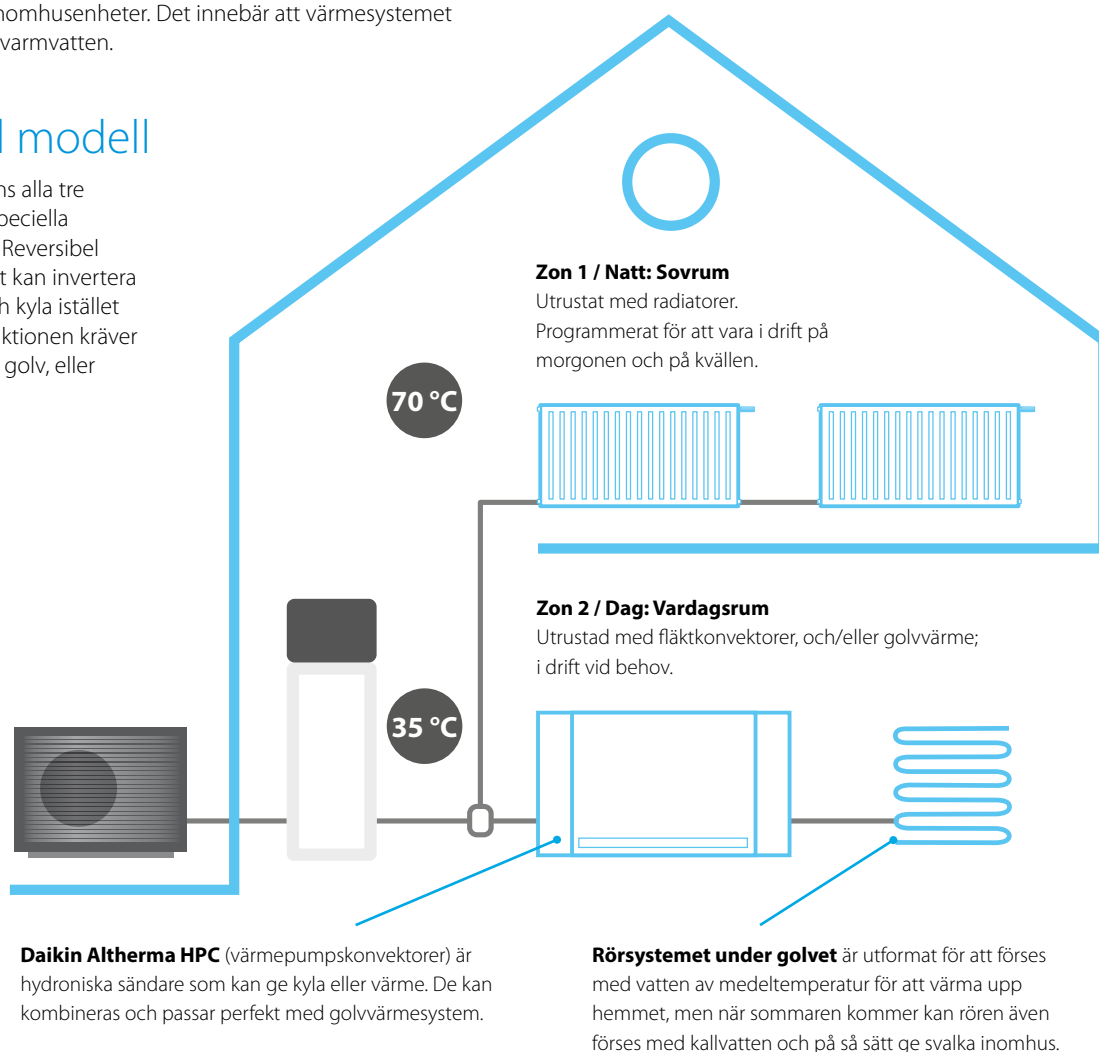 nomhusenheter. Det innebär att värmesystemet
varmvatten.
modell
alla tre
peciella
Reversibel
t kan invertera
kyla istället
ktionen kräver
golv, eller
Zon 1 / Natt: Sovrum
Utrustat med radiatorer.
Programmerat för att vara i drift på
morgonen och på kvällen.
70 °C
Zon 2 / Dag: Vardagsrum
Utrustad med fläktkonvektorer, och/eller golvvärme;
i drift vid behov.
35 °C
Daikin Altherma HPC (värmepumpskonvektorer) är
hydroniska sändare som kan ge kyla eller värme. De kan
kombineras och passar perfekt med golvvärmesystem.
Rörsystemet under golvet är utformat för att förses
med vatten av medeltemperatur för att värma upp
hemmet, men när sommaren kommer kan rören även
förses med kallvatten och på så sätt ge svalka inomhus.